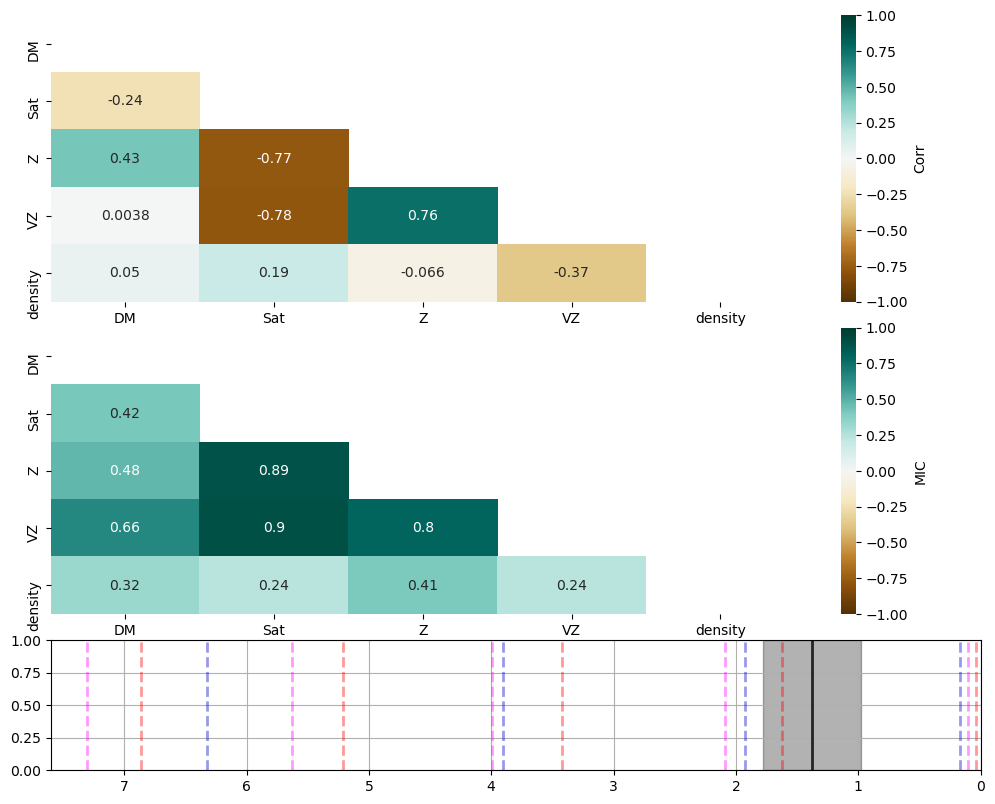 DM
Sat
Z
VZ
density
-0.24
0.43
-0.77
0.0038
-0.78
0.76
0.05
0.19
-0.066
-0.37
DM
Sat
Z
VZ
density
1.00
0.75
0.50
0.25
0.00
−0.25
−0.50
−0.75
−1.00
Corr
DM
Sat
Z
VZ
density
0.42
0.48
0.89
0.66
0.9
0.8
0.32
0.24
0.41
0.24
DM
Sat
Z
VZ
density
1.00
0.75
0.50
0.25
0.00
−0.25
−0.50
−0.75
−1.00
MIC
1.00
0.75
0.50
0.25
0.00
7
6
5
4
3
2
1
0